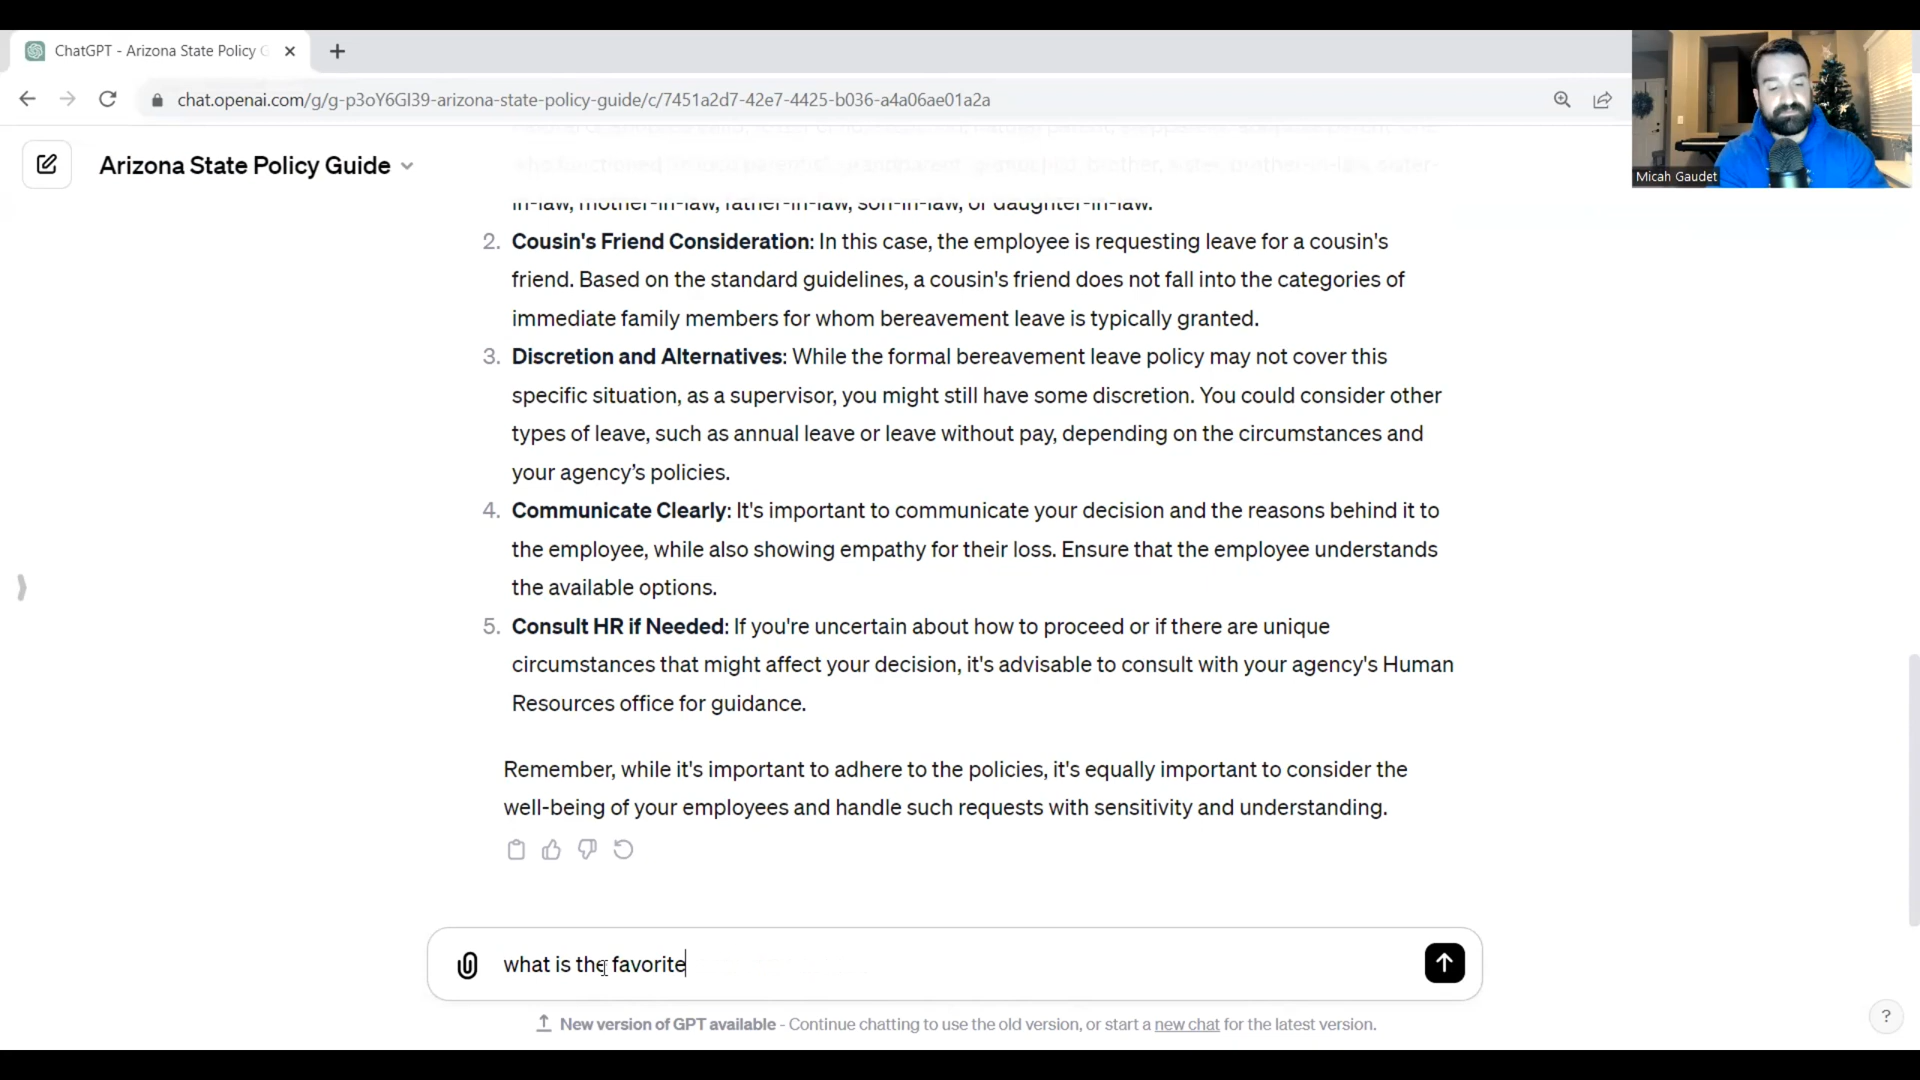 ChatGPT - Arizona State Policy G
chat.openai.com/g/g-p3oY6GI39-arizona-state-policy-guide/c/7451a2d7-42e7-4425-b036-a4a06ae01a2a
Micah Gaudet
Arizona State Policy Guide
in-law, mother-in-law, father-in-law, son-in-law, or daughter-in-law.
2. Cousin's Friend Consideration: In this case, the employee is requesting leave for a cousin's
friend. Based on the standard guidelines, a cousin's friend does not fall into the categories of
immediate family members for whom bereavement leave is typically granted.
3. Discretion and Alternatives: While the formal bereavement leave policy may not cover this
specific situation, as a supervisor, you might still have some discretion. You could consider other
types of leave, such as annual leave or leave without pay, depending on the circumstances and
your agency’s policies.
4. Communicate Clearly: It's important to communicate your decision and the reasons behind it to
the employee, while also showing empathy for their loss. Ensure that the employee understands
the available options.
5. Consult HR if Needed: If you're uncertain about how to proceed or if there are unique
circumstances that might affect your decision, it's advisable to consult with your agency's Human
Resources office for guidance.
Remember, while it's important to adhere to the policies, it's equally important to consider the
well-being of your employees and handle such requests with sensitivity and understanding.
what is the favorite
New version of GPT available - Continue chatting to use the old version, or start a new chat for the latest version.
?